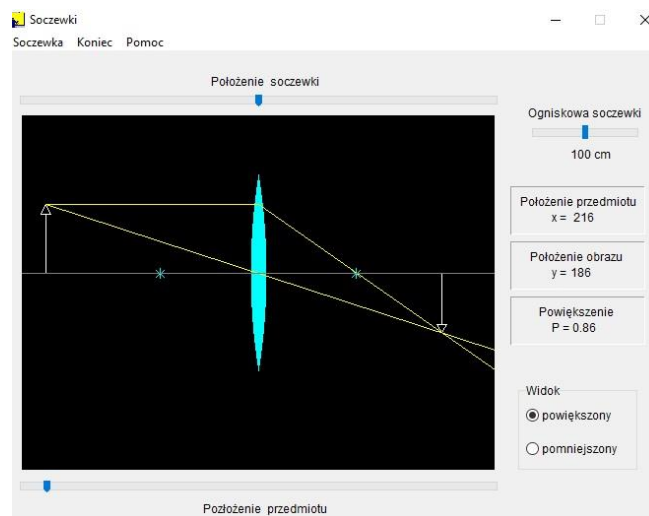 Soczewki
Soczewka Koniec Pomoc
Położenie soczewki
Ogniskowa soczewki
100 cm
Położenie przedmiotu
x = 216
Położenie obrazu
y = 186
Powiększenie
P = 0.86
Widok
powiększony
pomniejszony
Pozłożenie przedmiotu